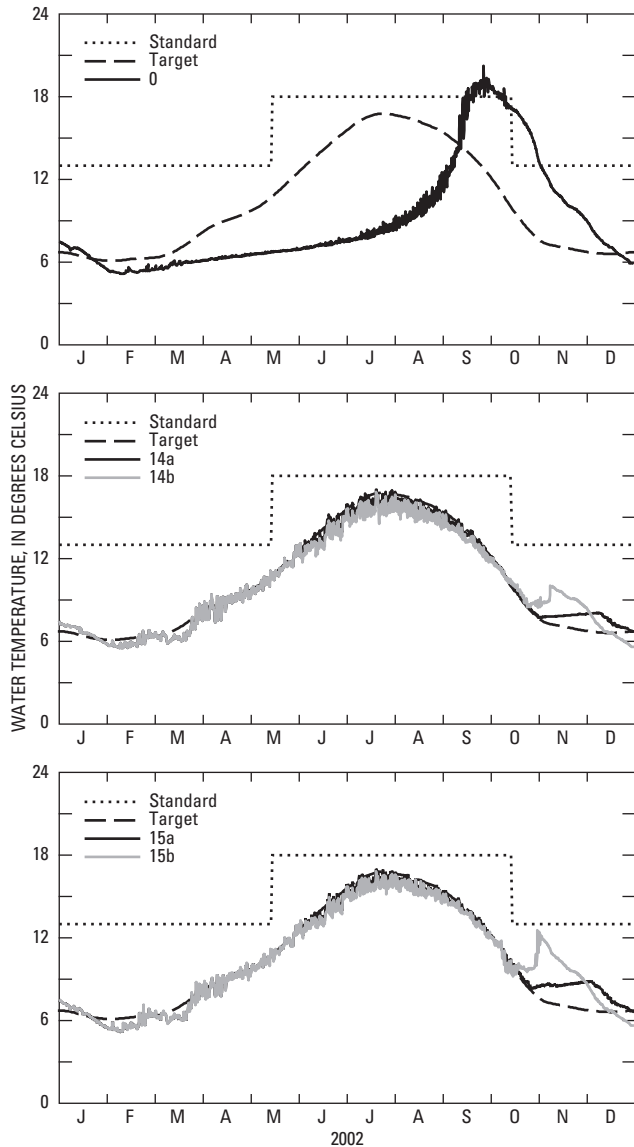 WATER TEMPERATURE, IN DEGREES CELSIUS
24
18
12
6
0
Standard
Target
0
J F M A M J J A S O N D
24
18
12
6
0
Standard
Target
14a
14b
J F M A M J J A S O N D
24
18
12
6
0
Standard
Target
15a
15b
J F M A M J J A S O N D
2002